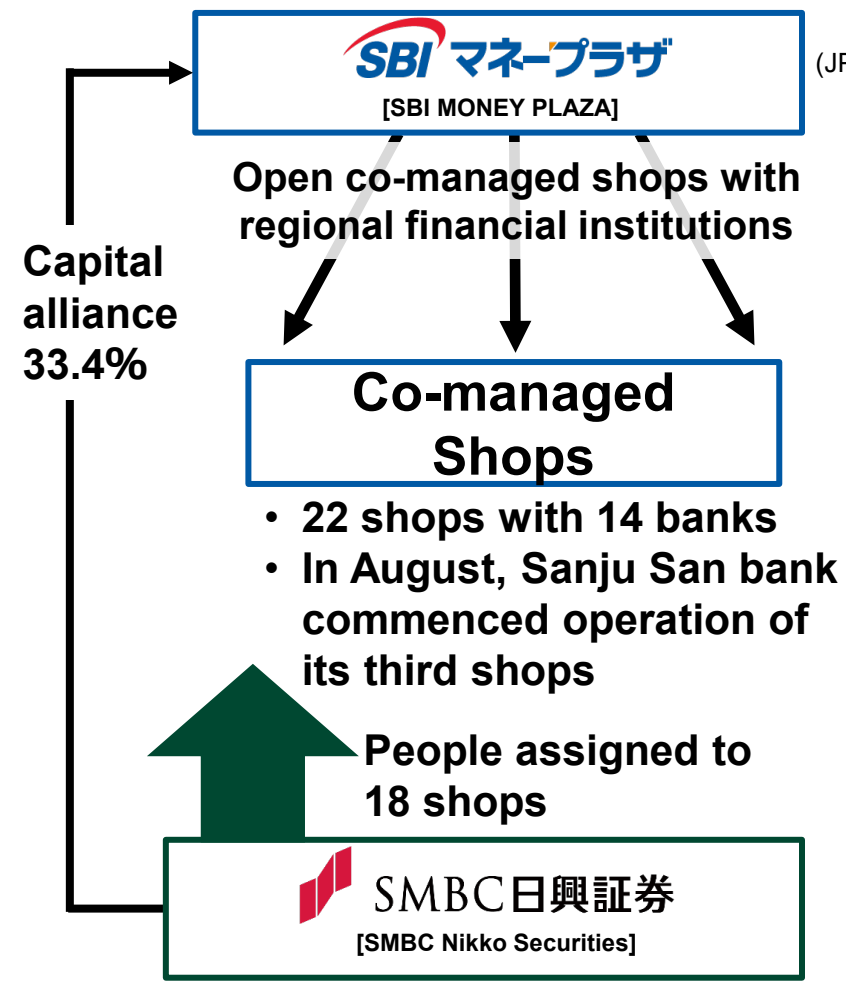 SBI マネープラザ
(JP
[SBI MONEY PLAZA]
Open co-managed shops with
regional financial institutions
Capital
alliance
33.4%
Co-managed
Shops
• 22 shops with 14 banks
• In August, Sanju San bank
commenced operation of
its third shops
People assigned to
18 shops
SMBC日興証券
[SMBC Nikko Securities]